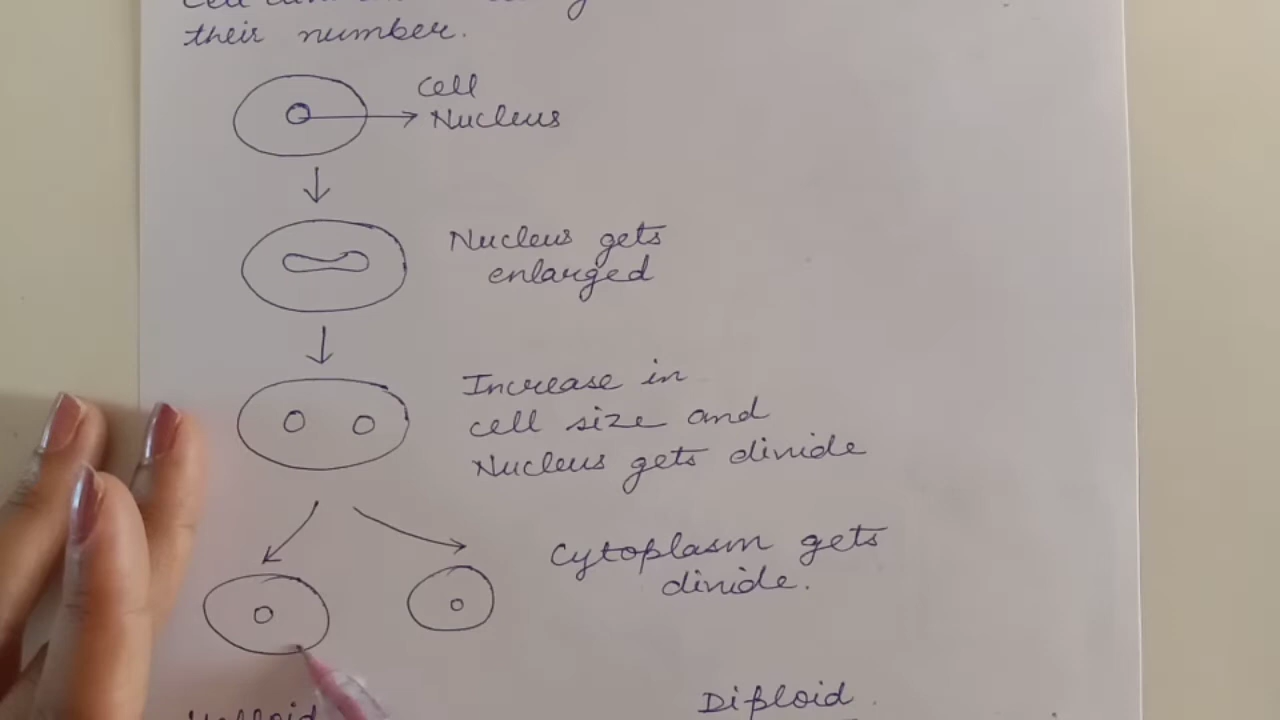 their number.
Cell
Nucleus
Nucleus gets
enlarged
Increase in
cell size and
Nucleus gets divide
Cytoplasm gets
divide.
Diploid